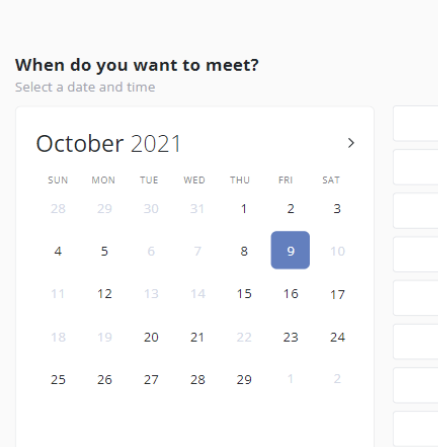 When do you want to meet?
Select a date and time
October 2021
SUN MON TUE WED THU FRI SAT
28 29 30 31 1 2 3
4 5 6 7 8 9 10
11 12 13 14 15 16 17
18 19 20 21 22 23 24
25 26 27 28 29 1 2